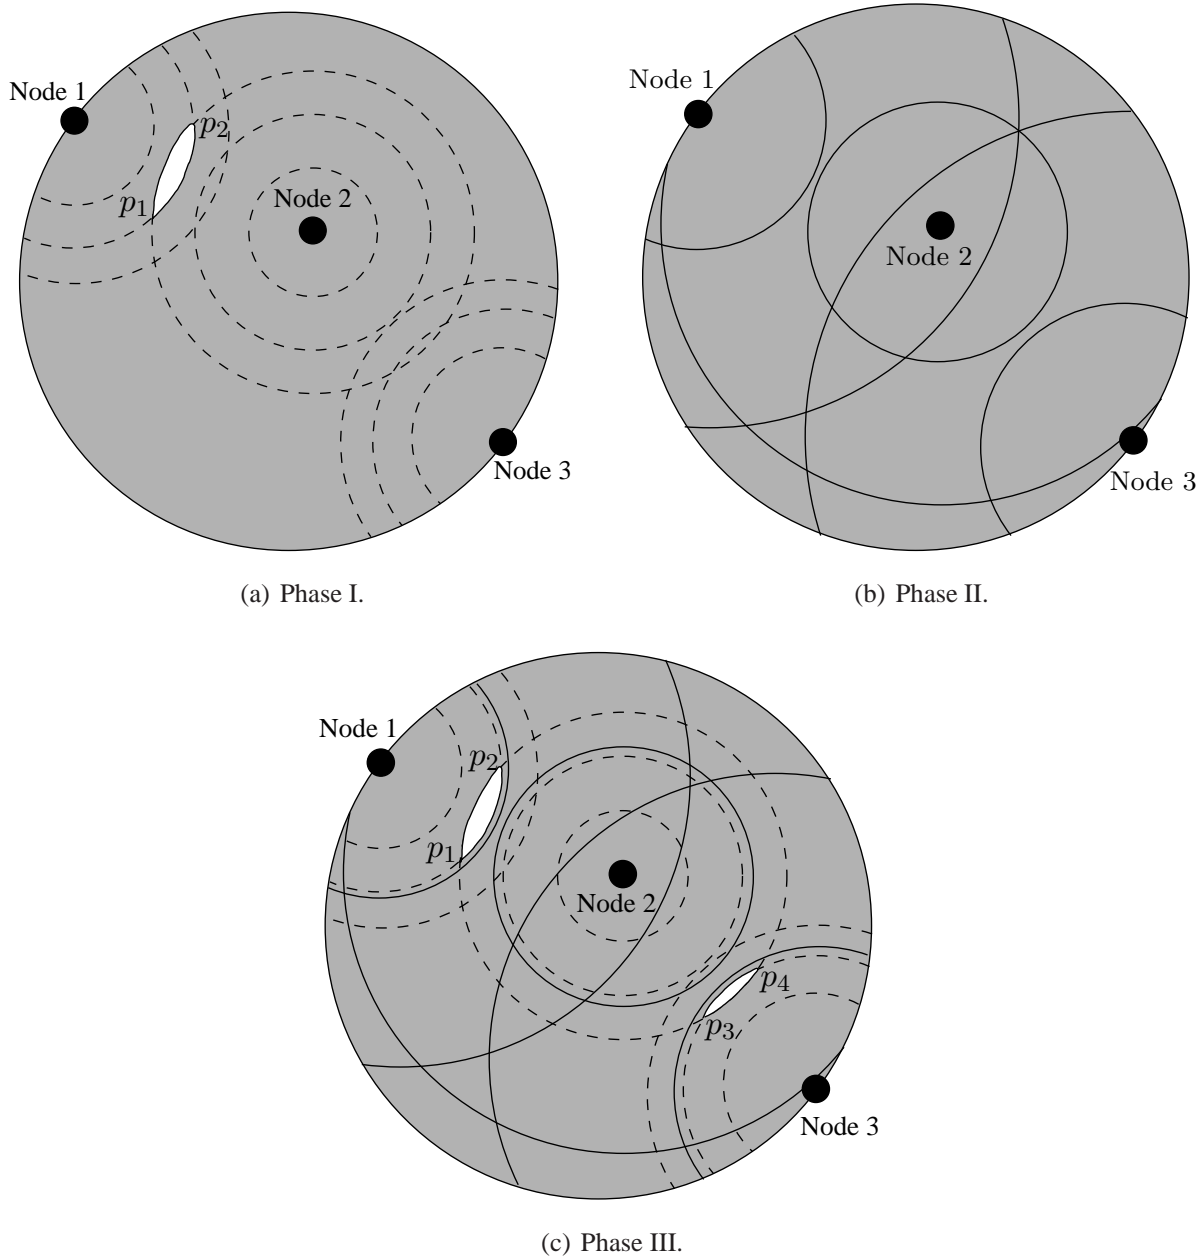 Node 1
p2
Node 2
p1
Node 3
(a) Phase I.
Node 1
Node 2
Node 3
(b) Phase II.
Node 1
p2
p1
Node 2
p4
p3
Node 3
(c) Phase III.